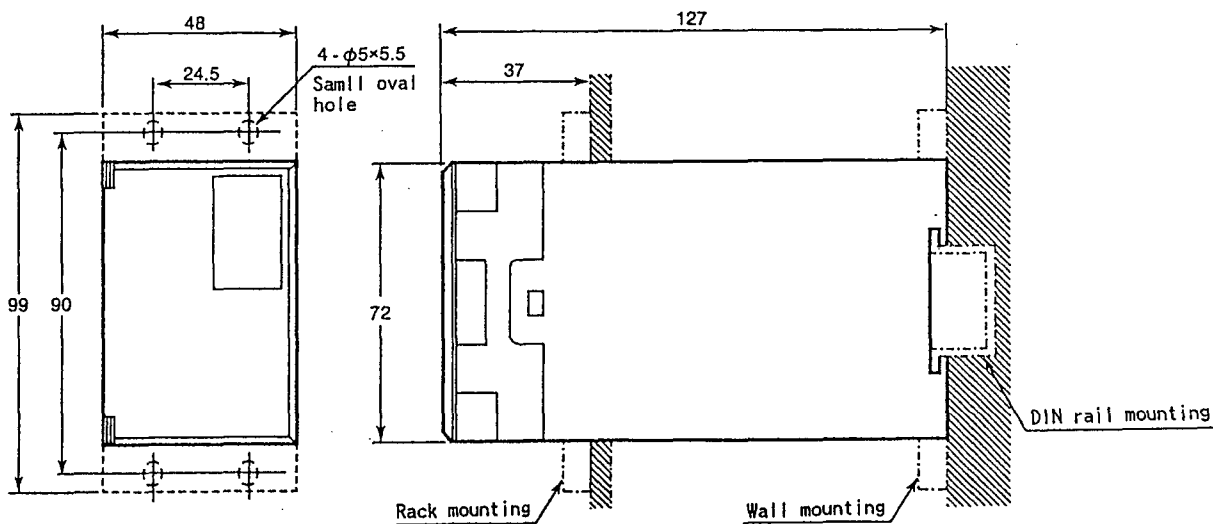 48
127
4-φ5×5.5
24.5
Samll oval
hole
37
99
90
72
DIN rail mounting
Rack mounting
Wall mounting